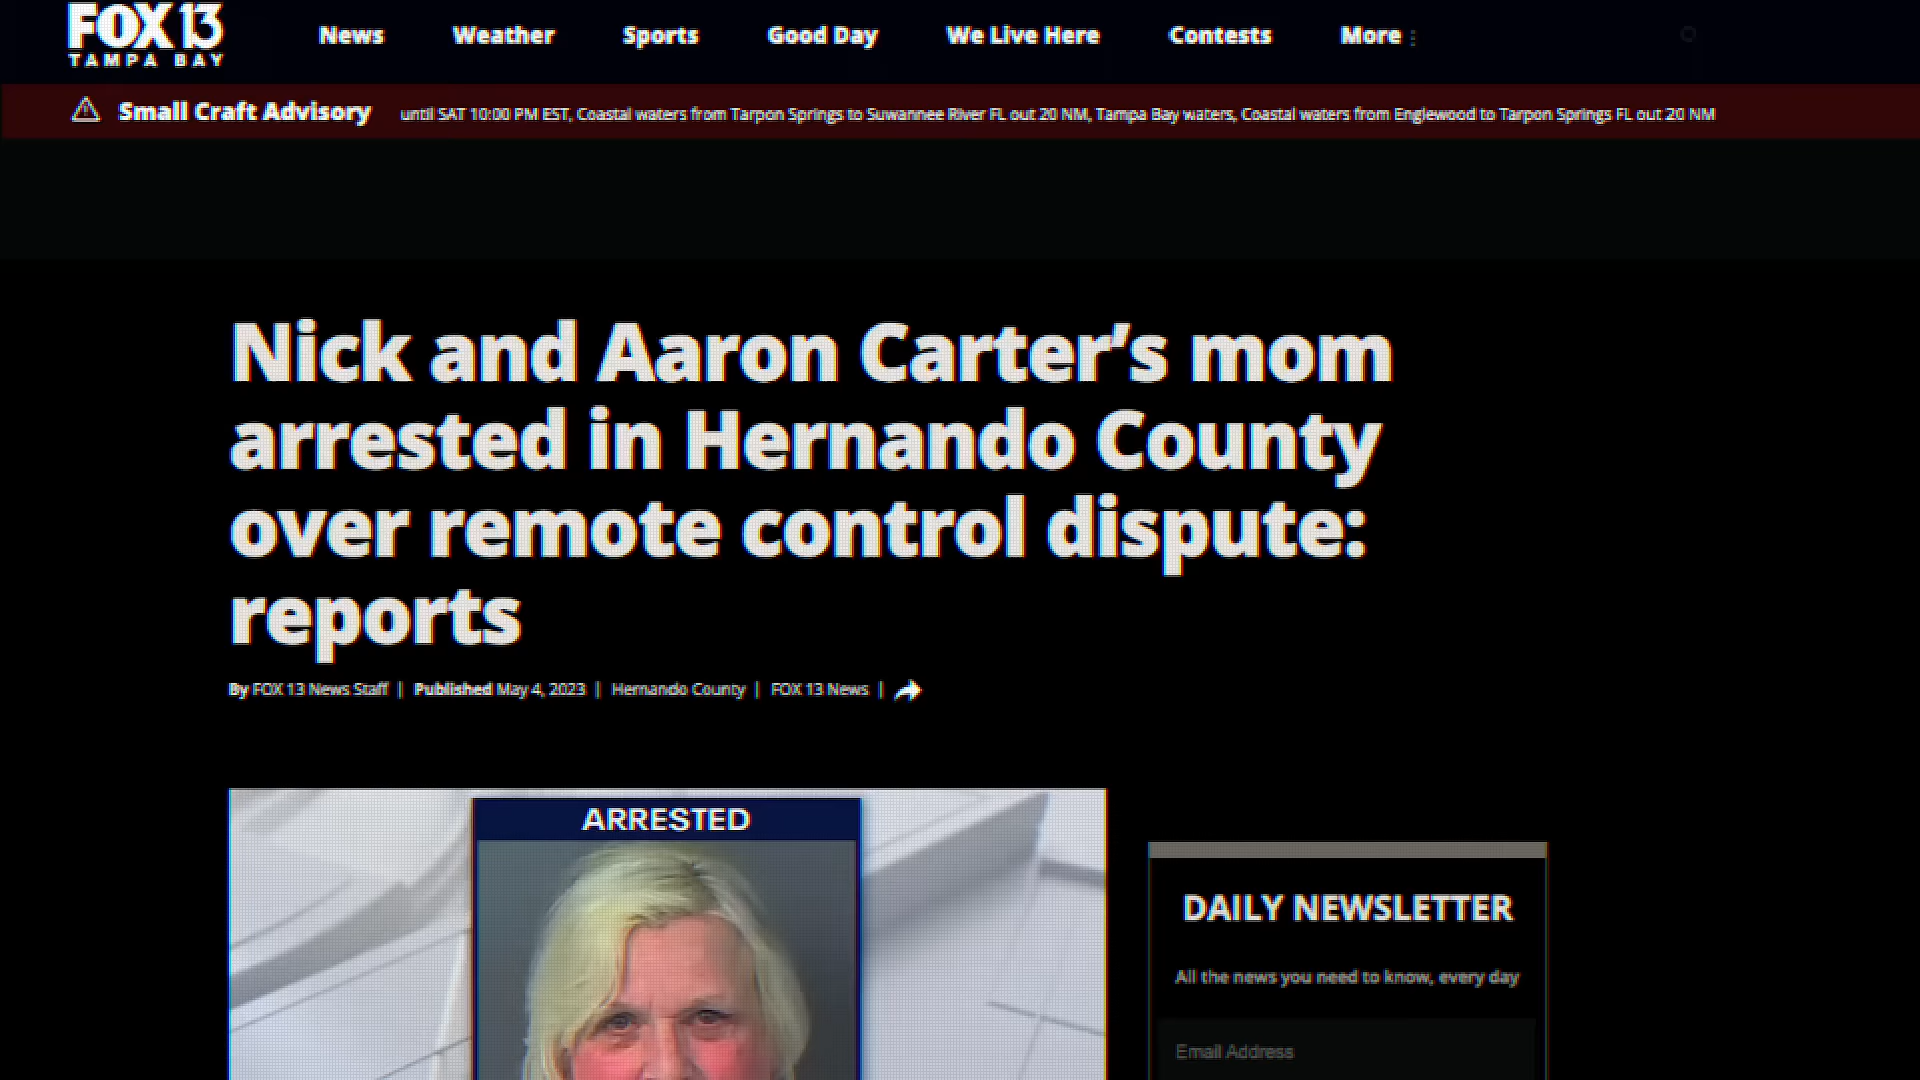 FOX 13
TAMPA BAY
News Weather Sports Good Day We Live Here Contests More
Small Craft Advisory until SAT 10:00 PM EST, Coastal waters from Tarpon Springs to Suwannee River FL out 20 NM, Tampa Bay waters, Coastal waters from Englewood to Tarpon Springs FL out 20 NM
Nick and Aaron Carter's mom
arrested in Hernando County
over remote control dispute:
reports
By FOX 13 News Staff | Published May 4, 2023 | Hernando County | FOX 13 News |
ARRESTED
DAILY NEWSLETTER
All the news you need to know, every day
Email Address